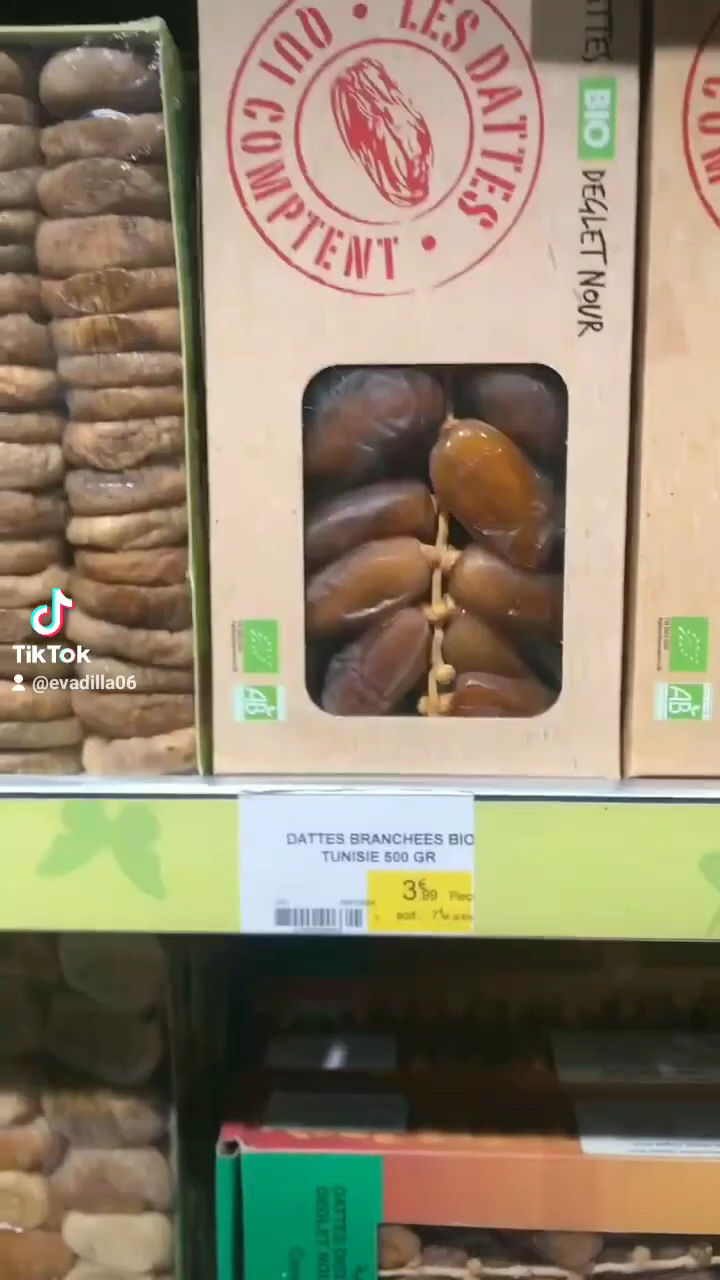 LES DATTES
QUI COMPTENT
BIO
DEGLET NOUR
AB
AB
TikTok
@evadilla06
DATTES BRANCHEES BIO
TUNISIE 500 GR
3€99
soit